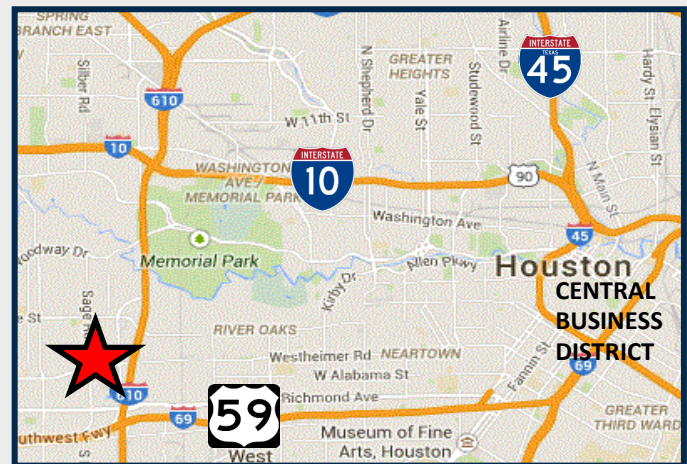 SPRING
BRANCH EAST
Silber Rd
610
N Shepherd Dr
GREATER
HEIGHTS
Yale St
Studewood St
Airline Dr
INTERSTATE
TEXAS
45
Hardy St
Elysian St
W 11th St
10
WASHINGTON
AVE /
MEMORIAL PARK
INTERSTATE
10
90
N Main St
Washington Ave
45
Memorial Park
Kirby Dr
Allen Pkwy
Houston
CENTRAL
BUSINESS
DISTRICT
Sage
RIVER OAKS
Westheimer Rd
NEARTOWN
W Alabama St
Fannin St
69
610
Richmond Ave
69
59
GREATER
THIRD WARD
West
Museum of Fine
Arts, Houston